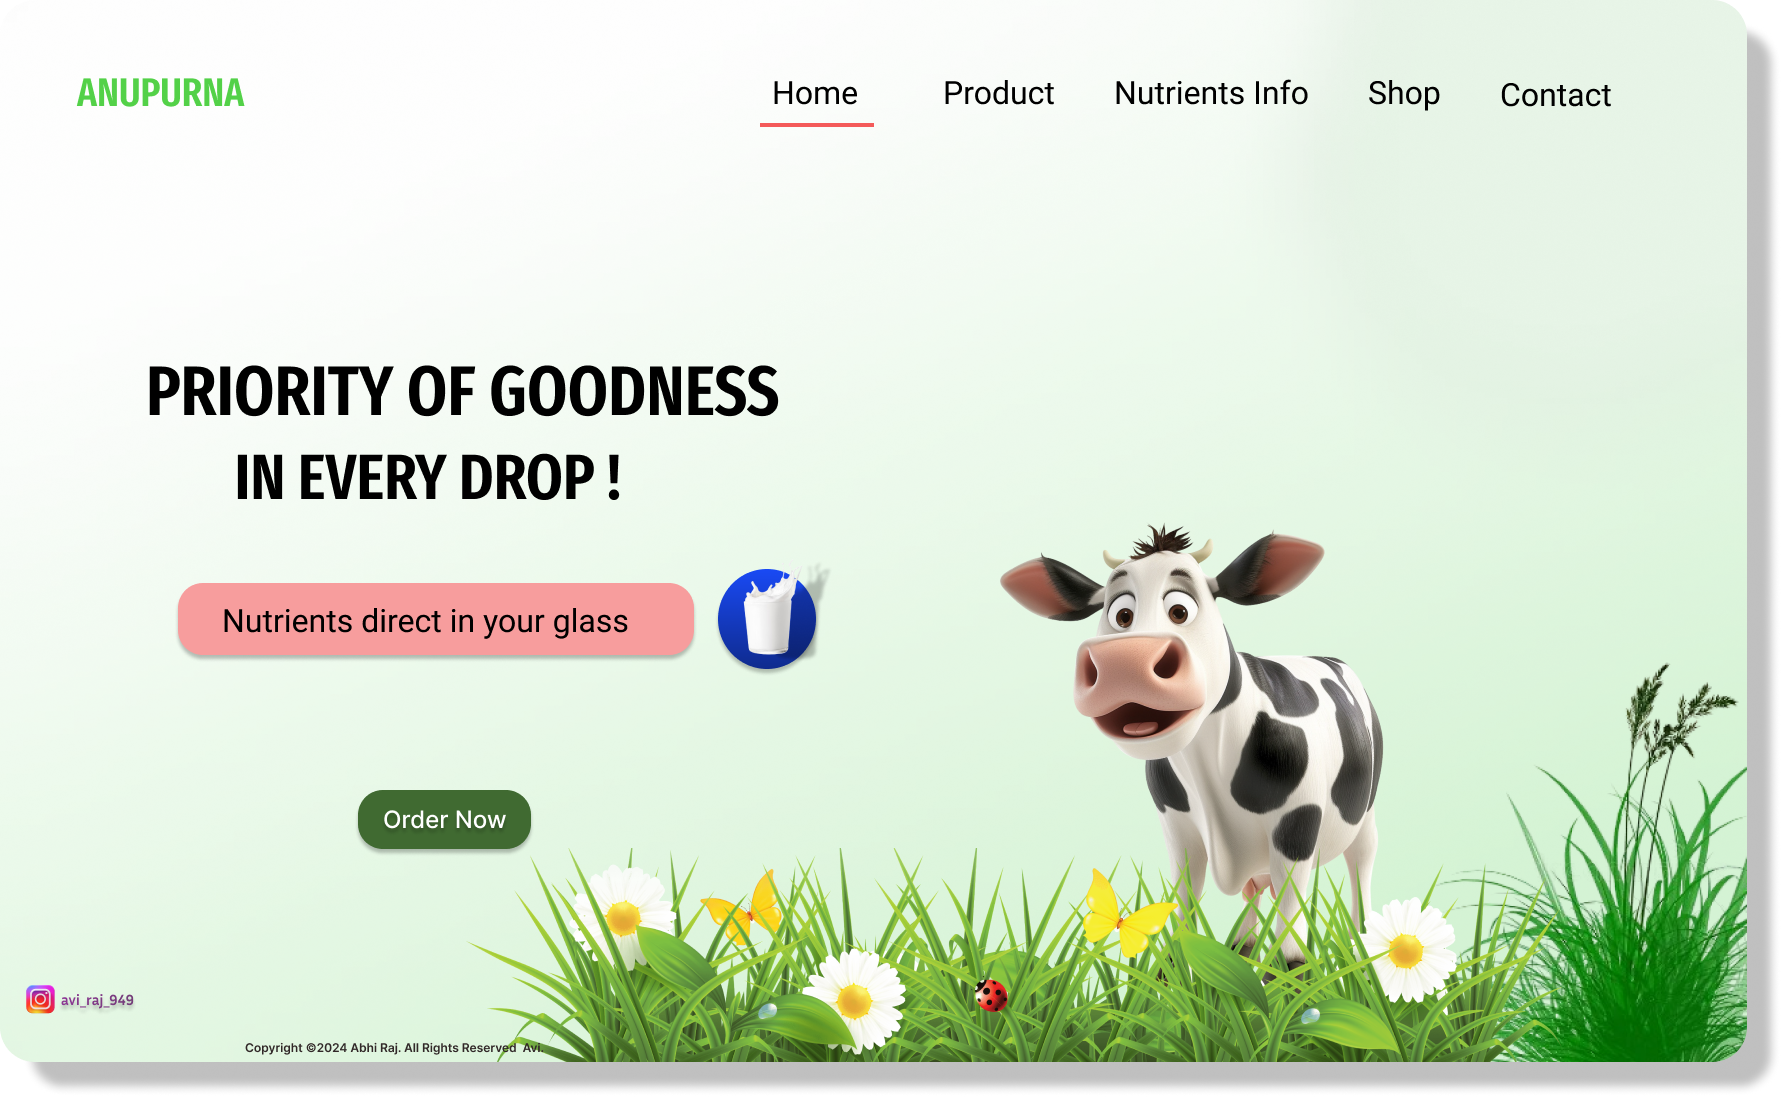 ANUPURNA
Home Product Nutrients Info Shop Contact
PRIORITY OF GOODNESS
IN EVERY DROP !
Nutrients direct in your glass
Order Now
avi_raj_949
Copyright ©2024 Abhi Raj. All Rights Reserved Avi.